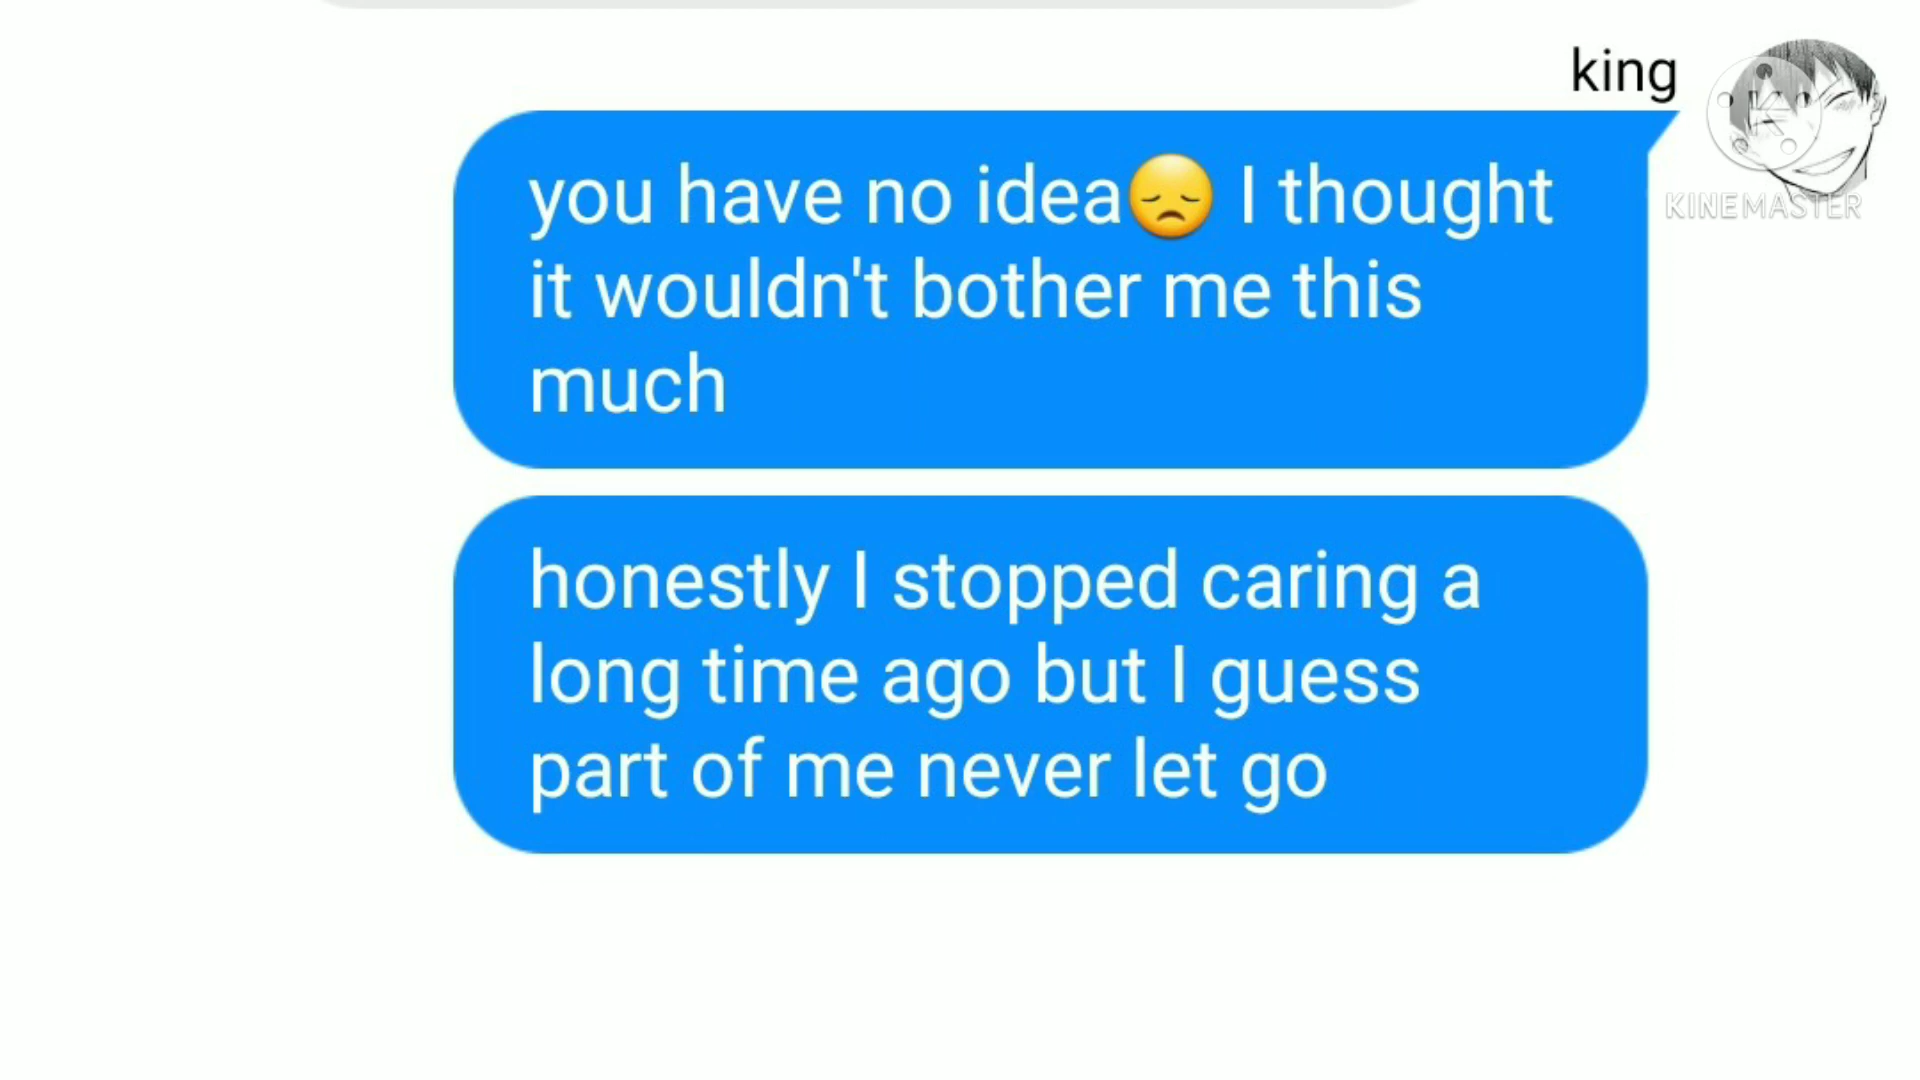 king
KINEMASTER
you have no idea😞 I thought
it wouldn't bother me this
much
honestly I stopped caring a
long time ago but I guess
part of me never let go